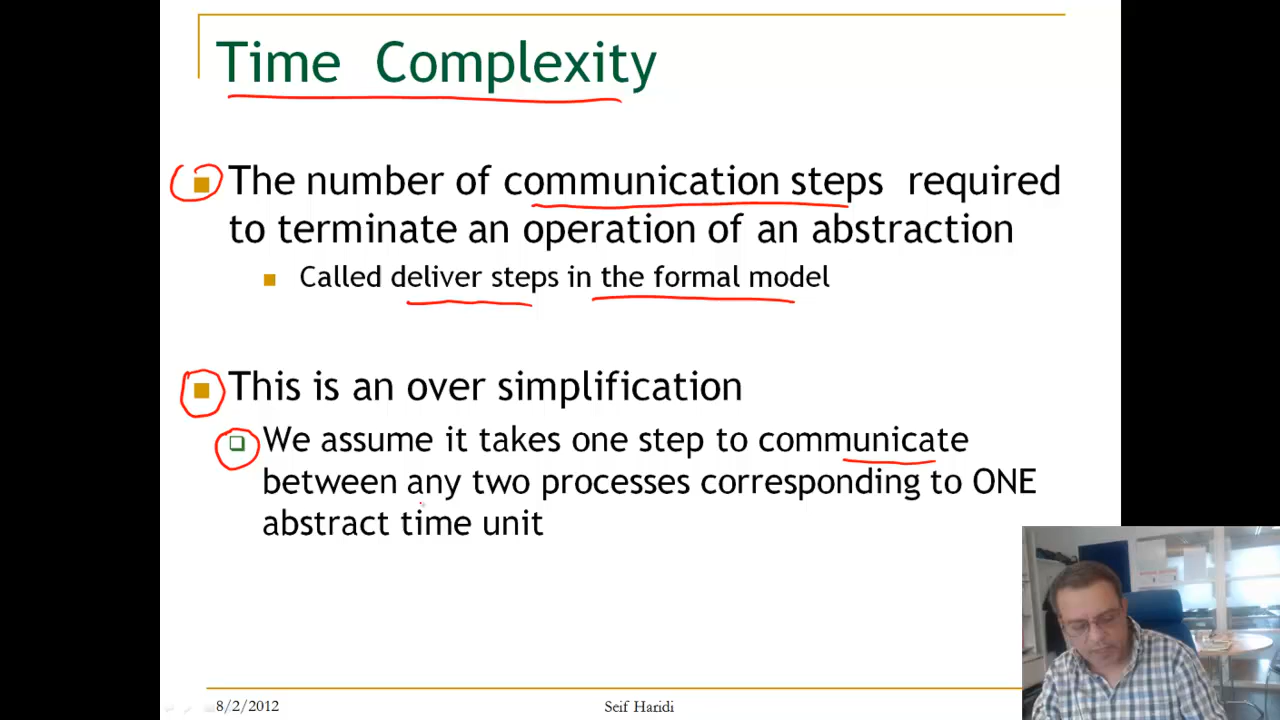 Time Complexity
The number of communication steps required
to terminate an operation of an abstraction
Called deliver steps in the formal model
This is an over simplification
We assume it takes one step to communicate
between any two processes corresponding to ONE
abstract time unit
8/2/2012
Seif Haridi